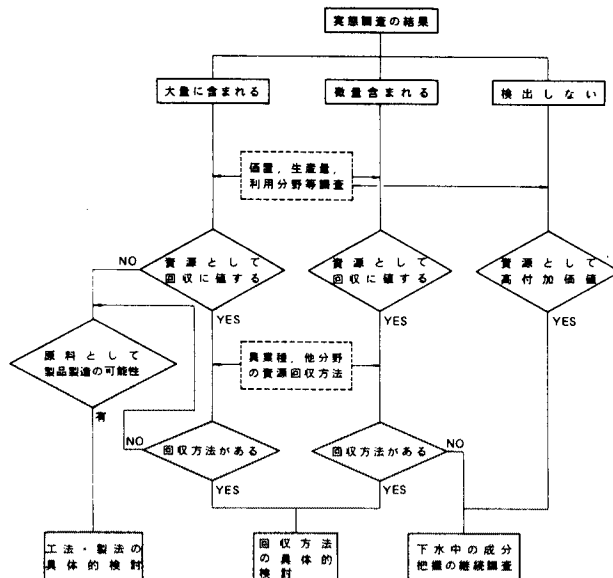 実態調査の結果
大量に含まれる
微量含まれる
検出しない
価置,生産量,
利用分野等調査
NO
資源として
回収に値する
資源として
回収に値する
資源として
高付加価値
YES
YES
YES
原料として
製品製造の可能性
異業種,他分野
の資源回収方法
有
NO
回収方法がある
回収方法がある
NO
YES
YES
工法・製法の
具体的検討
回収方法
の具体的
検討
下水中の成分
把握の継続調査